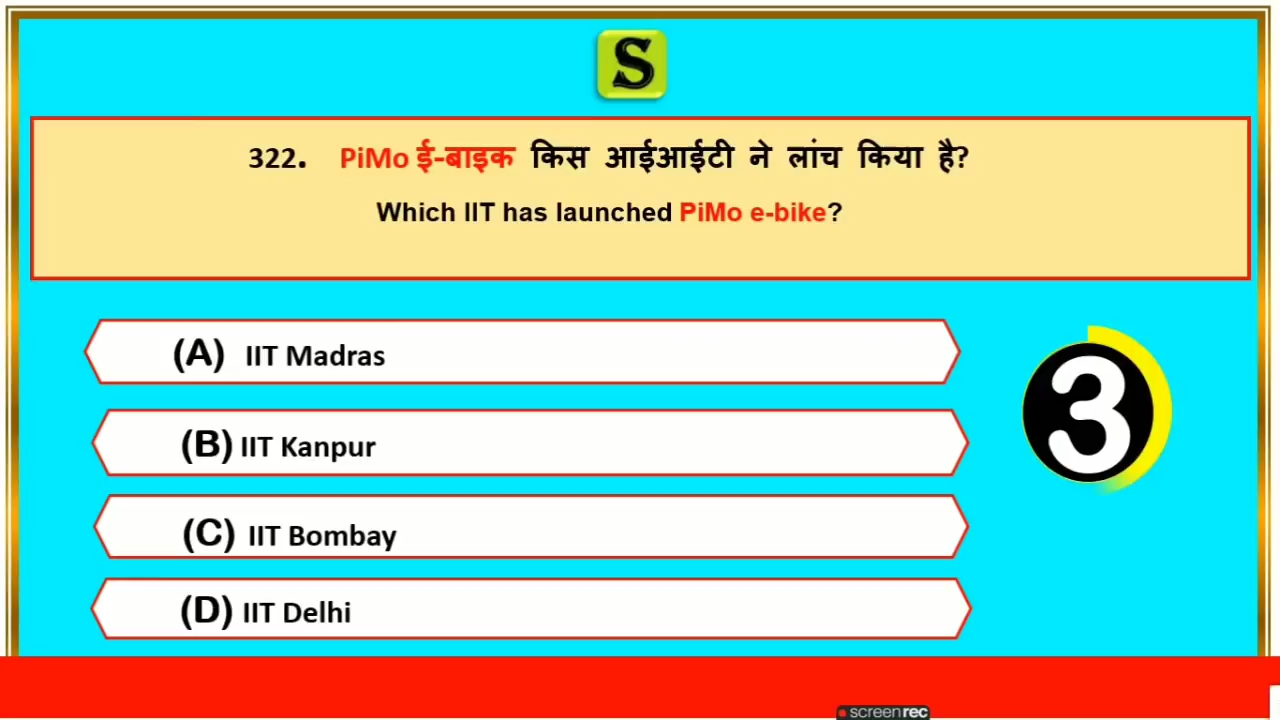 S
322. PiMo ई-बाइक किस आईआईटी ने लांच किया है?
Which IIT has launched PiMo e-bike?
(A) IIT Madras
(B) IIT Kanpur
(C) IIT Bombay
(D) IIT Delhi
3
screenrec